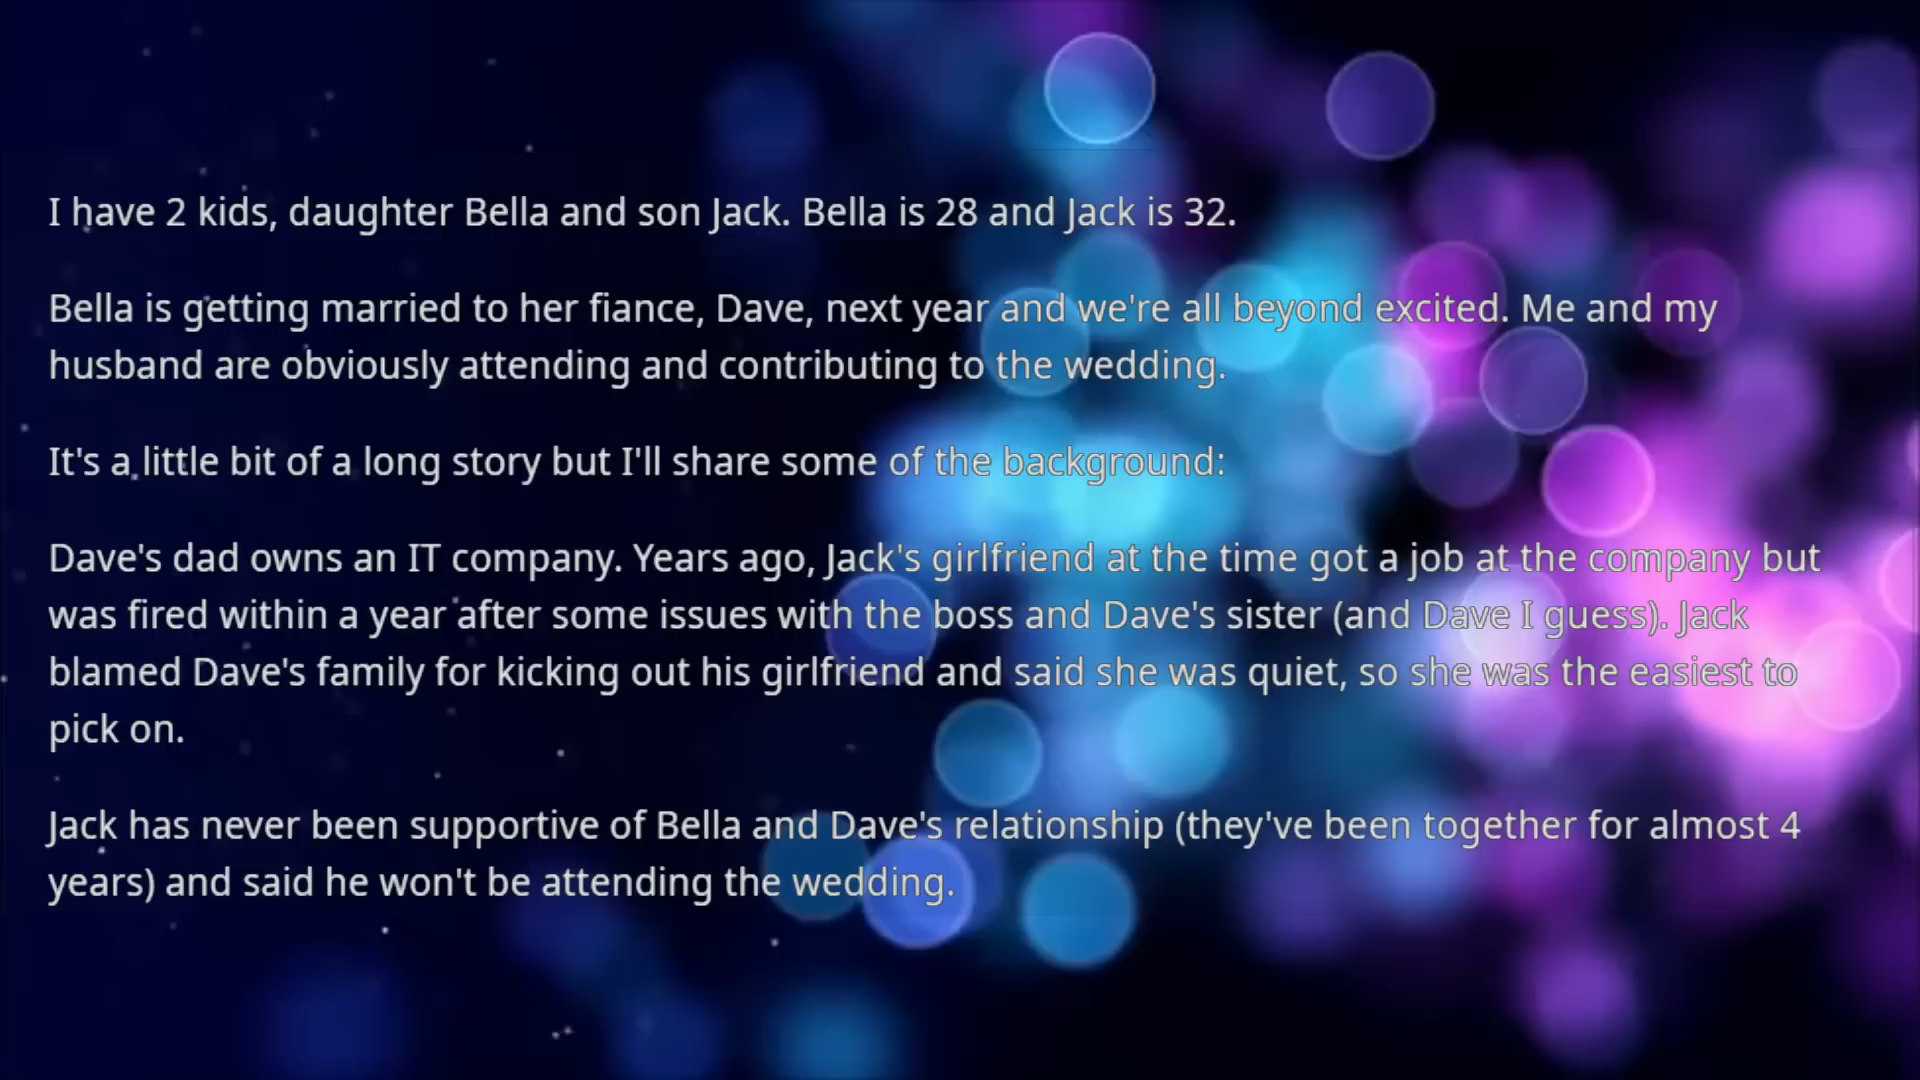 I have 2 kids, daughter Bella and son Jack. Bella is 28 and Jack is 32.
Bella is getting married to her fiance, Dave, next year and we're all beyond excited. Me and my
husband are obviously attending and contributing to the wedding.
It's a little bit of a long story but I'll share some of the background:
Dave's dad owns an IT company. Years ago, Jack's girlfriend at the time got a job at the company but
was fired within a year after some issues with the boss and Dave's sister (and Dave I guess). Jack
blamed Dave's family for kicking out his girlfriend and said she was quiet, so she was the easiest to
pick on.
Jack has never been supportive of Bella and Dave's relationship (they've been together for almost 4
years) and said he won't be attending the wedding.